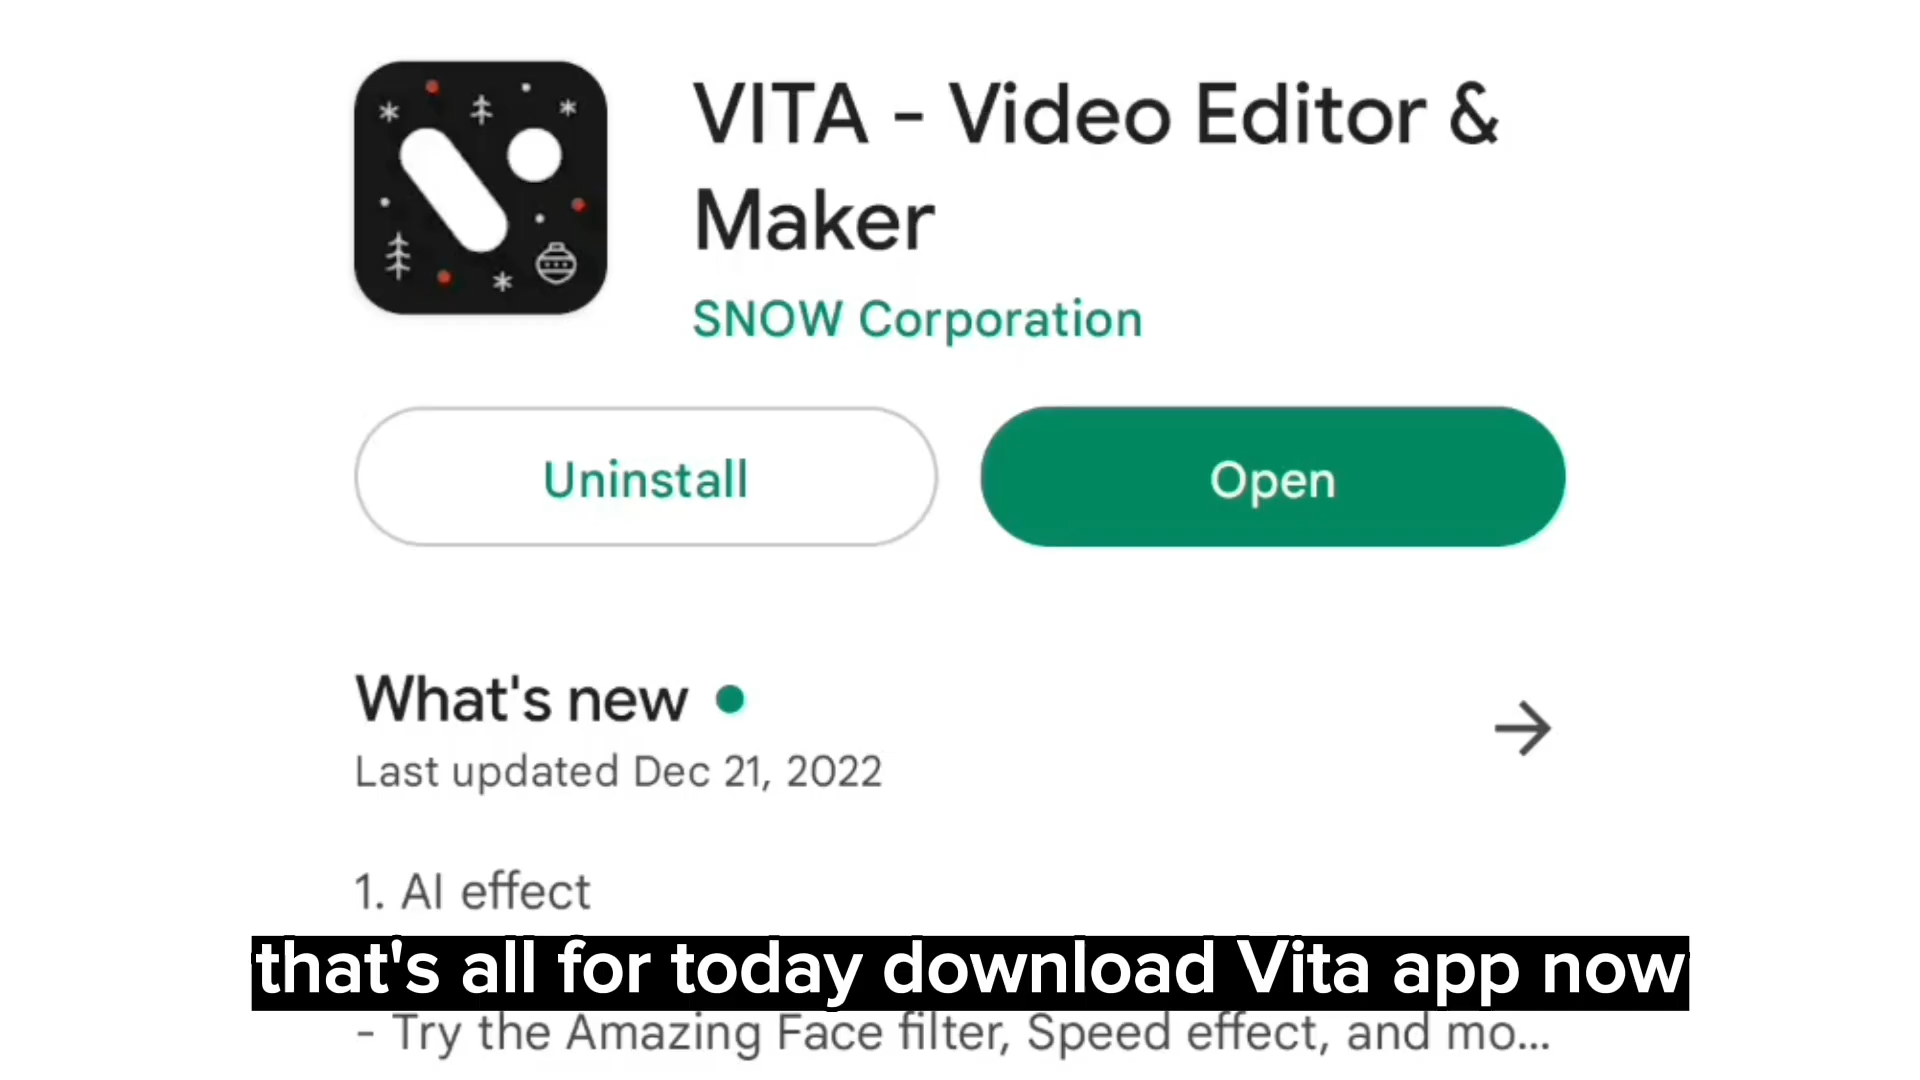 VITA - Video Editor &
Maker
SNOW Corporation
Uninstall
Open
What's new
Last updated Dec 21, 2022
1. AI effect
that's all for today download Vita app now
- Try the Amazing Face filter, Speed effect, and mo...